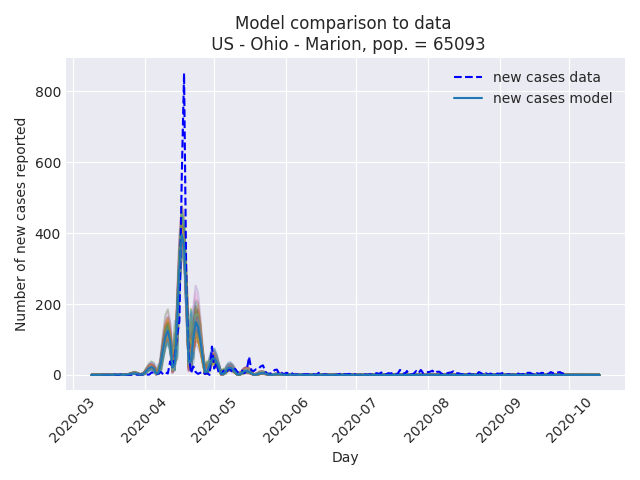 Model comparison to data
US - Ohio - Marion, pop. = 65093
new cases data
new cases model
Number of new cases reported
800
600
400
200
0
2020-03
2020-04
2020-05
2020-06
2020-07
2020-08
2020-09
2020-10
Day